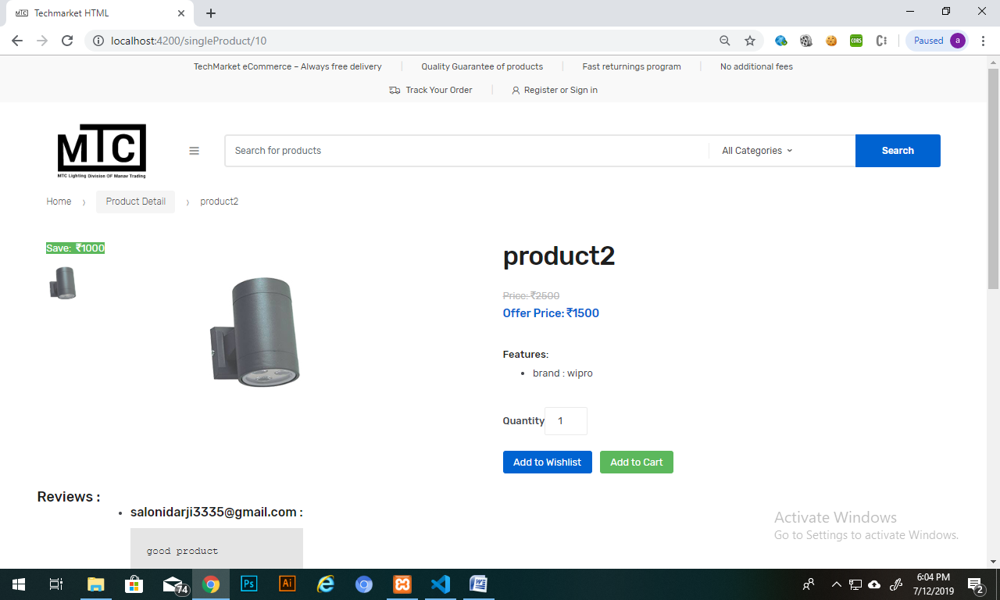 MTC Techmarket HTML
localhost:4200/singleProduct/10
CORS
C
Paused a
TechMarket eCommerce – Always free delivery
Quality Guarantee of products
Fast returnings program
No additional fees
Track Your Order
Register or Sign in
MTC
MTC Lighting Division OF Manav Trading
Search for products
All Categories
Search
Home › Product Detail › product2
Save: ₹1000
product2
Price: ₹2500
Offer Price: ₹1500
Features:
brand : wipro
Quantity 1
Add to Wishlist
Add to Cart
Reviews :
salonidarji3335@gmail.com :
good product
Activate Windows
Go to Settings to activate Windows.
74
Ps
Ai
W
6:04 PM
7/12/2019
2